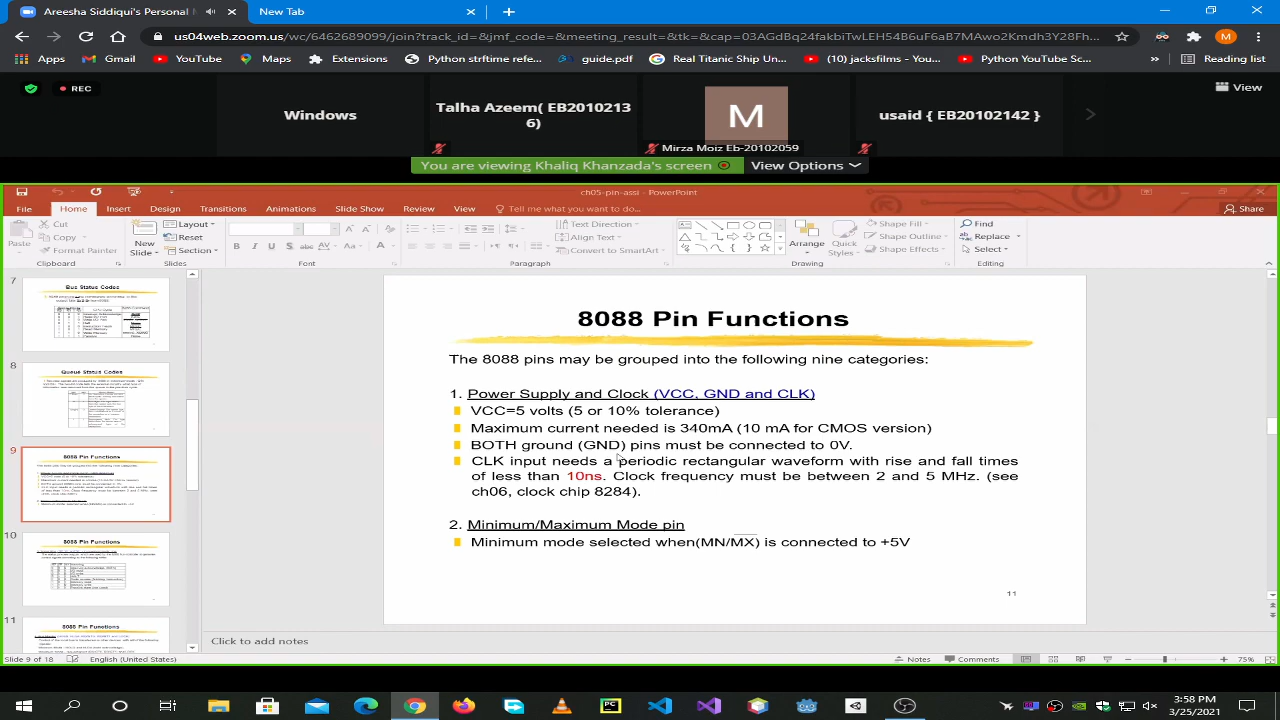 Areesha Siddiqui's Personal
New Tab
us04web.zoom.us/wc/6462689099/join?track_id=&jmf_code=&meeting_result=&tk=&cap=03AGdBq24fakbiTwLEH54B6uF6aB7MAwo2Kmdh3Y28Fh...
Apps
Gmail
YouTube
Maps
Extensions
Python strftime refe...
guide.pdf
Real Titanic Ship Un...
(10) jacksfilms - You...
Python YouTube Sc...
Reading list
REC
View
Windows
Talha Azeem( EB2010213
6)
M
Mirza Moiz Eb-20102059
usaid { EB20102142 }
You are viewing Khaliq Khanzada's screen
View Options
ch05-pin-assi - PowerPoint
File
Home
Insert
Design
Transitions
Animations
Slide Show
Review
View
Tell me what you want to do...
Share
Paste
Cut
Copy
Format Painter
Clipboard
New
Slide
Layout
Reset
Section
Slides
Font
Text Direction
Align Text
Convert to SmartArt
Paragraph
Arrange
Quick
Styles
Shape Fill
Shape Outline
Shape Effects
Drawing
Find
Replace
Select
Editing
7
Bus Status Codes
8
Queue Status Codes
9
8088 Pin Functions
10
8088 Pin Functions
11
8088 Pin Functions
8088 Pin Functions
The 8088 pins may be grouped into the following nine categories:
1. Power Supply and Clock (VCC, GND and CLK)
VCC=5 volts (5 or 10% tolerance)
Maximum current needed is 340mA (10 mA for CMOS version)
BOTH ground (GND) pins must be connected to 0V.
CLK input needs a periodic rectangular waveform with rise and fall times
in less than 10ns. Clock frequency must be between 2 and 5 MHz. (see
ch06, clock chip 8284).
2. Minimum/Maximum Mode pin
Minimum mode selected when(MN/MX) is connected to +5V
11
Click to add notes
Slide 9 of 18
English (United States)
Notes
Comments
75%
3:58 PM
3/25/2021